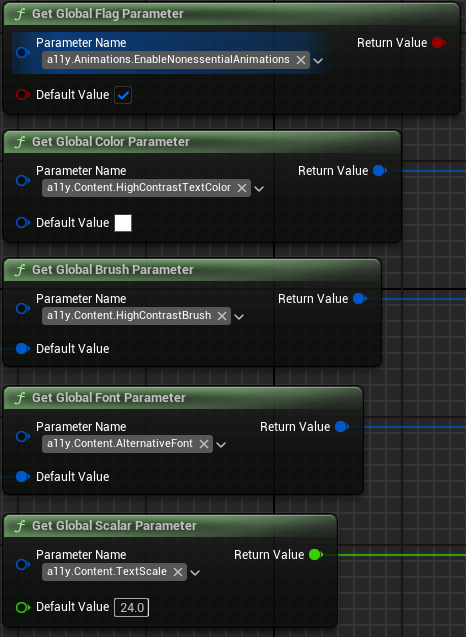 Get Global Flag Parameter
Parameter Name
Return Value
a11y.Animations.EnableNonessentialAnimations
Default Value
Get Global Color Parameter
Parameter Name
Return Value
a11y.Content.HighContrastTextColor
Default Value
Get Global Brush Parameter
Parameter Name
Return Value
a11y.Content.HighContrastBrush
Default Value
Get Global Font Parameter
Parameter Name
Return Value
a11y.Content.AlternativeFont
Default Value
Get Global Scalar Parameter
Parameter Name
Return Value
a11y.Content.TextScale
Default Value 24.0